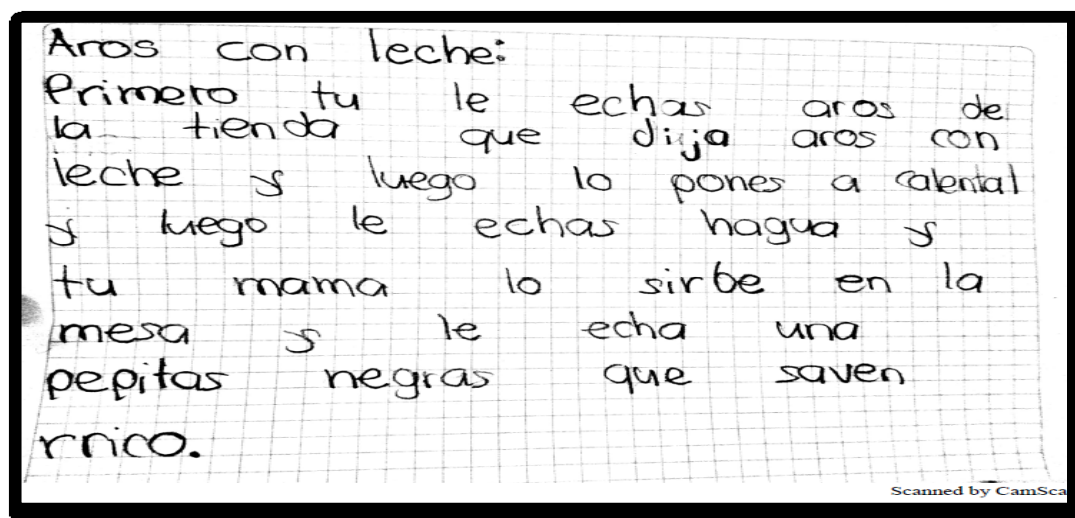 Aros con leche:
Primero tu le echas aros de
la tienda que dija aros con
leche y luego lo pones a calental
y luego le echas hagua y
tu mama lo sirbe en la
mesa y le echa una
pepitas negras que saven
rrico.
Scanned by CamSca